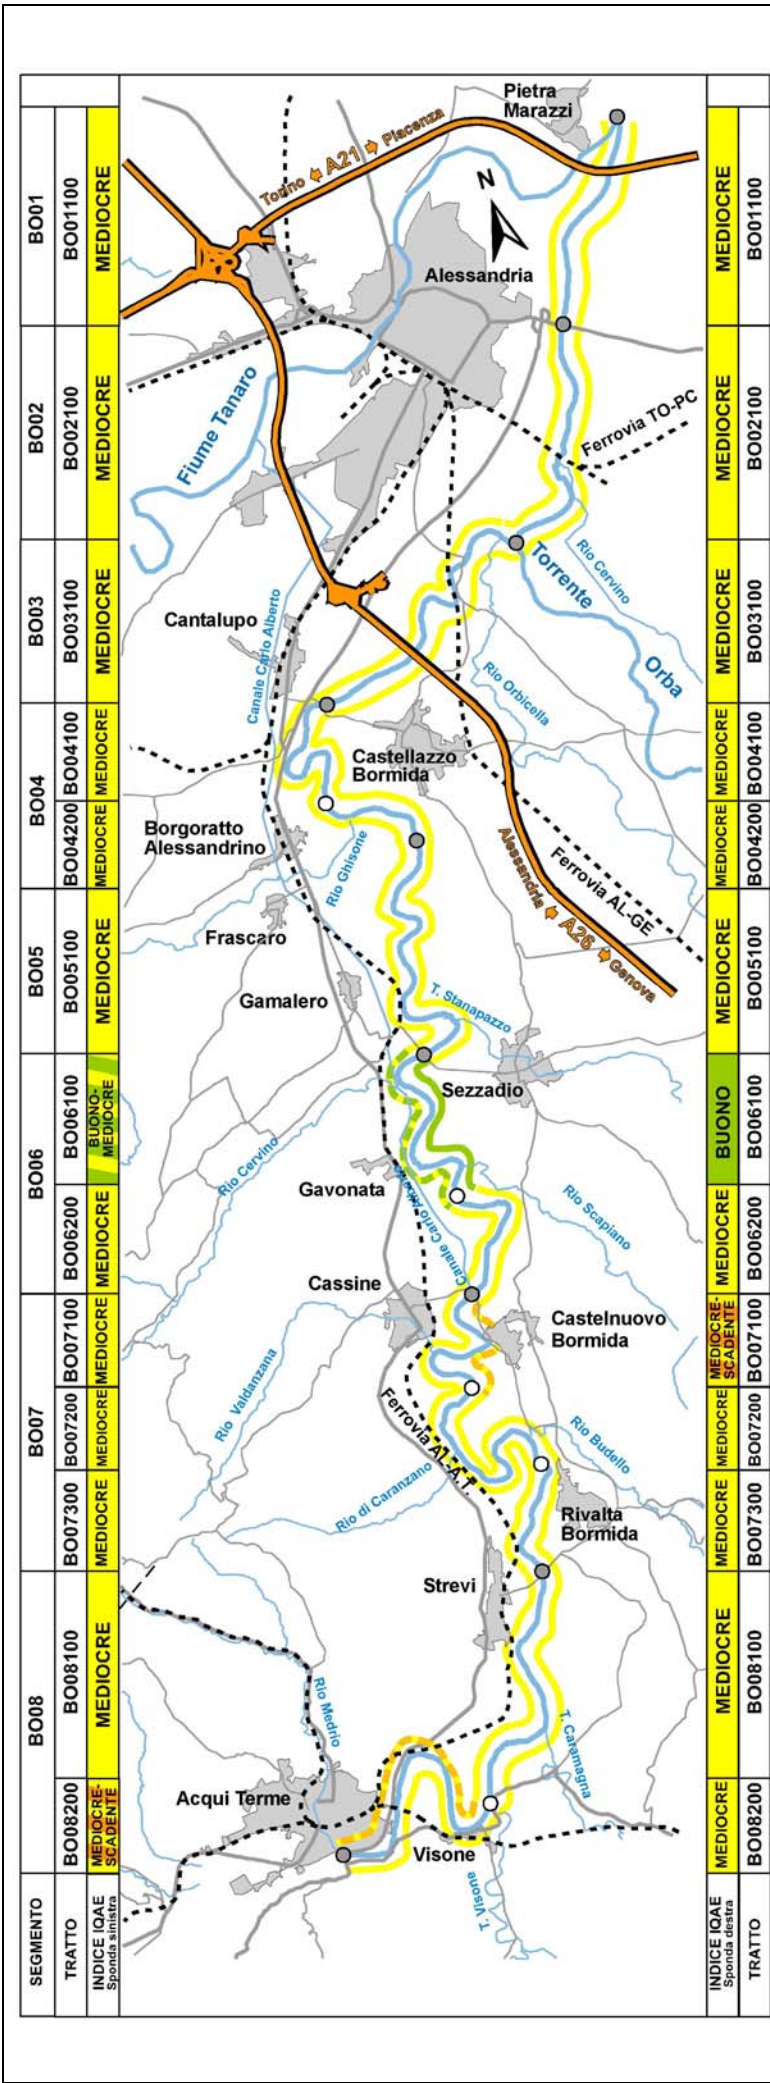 BO01
BO01100
MEDIOCRE
BO02
BO02100
MEDIOCRE
BO03
BO03100
MEDIOCRE
BO04
BO04100
MEDIOCRE
BO04200
MEDIOCRE
BO05
BO05100
MEDIOCRE
BO06
BO06100
BUONO-
MEDIOCRE
BO06200
MEDIOCRE
BO07
BO07100
MEDIOCRE
BO07200
MEDIOCRE
BO07300
MEDIOCRE
BO08
BO08100
MEDIOCRE
BO08200
MEDIOCRE-
SCADENTE
SEGMENTO
TRATTO
INDICE IQAE
Sponda sinistra
Pietra
Marazzi
Torino A21 Piacenza
N
Alessandria
Fiume Tanaro
Ferrovia TO-PC
Torrente
Orba
Rio Cervino
Cantalupo
Canale Carlo Alberto
Rio Orbicella
Castellazzo
Bormida
Borgoratto
Alessandrino
Rio Ghisone
Alessandria A26 Genova
Ferrovia AL-GE
Frascaro
Gamalero
T. Stanapazzo
Sezzadio
Rio Cervino
Gavonata
Canale Carlo Alberto
Rio Scapiano
Cassine
Castelnuovo
Bormida
Rio Valdanzana
Ferrovia AL-A.T.
Rio Budello
Rio di Caranzano
Rivalta
Bormida
Strevi
Rio Medrio
T. Caramagna
Acqui Terme
Visone
T. Visone
MEDIOCRE
BO01100
MEDIOCRE
BO02100
MEDIOCRE
BO03100
MEDIOCRE
BO04100
MEDIOCRE
BO04200
MEDIOCRE
BO05100
BUONO
BO06100
MEDIOCRE
BO06200
MEDIOCRE-
SCADENTE
BO07100
MEDIOCRE
BO07200
MEDIOCRE
BO07300
MEDIOCRE
BO08100
MEDIOCRE
BO08200
INDICE IQAE
Sponda destra
TRATTO